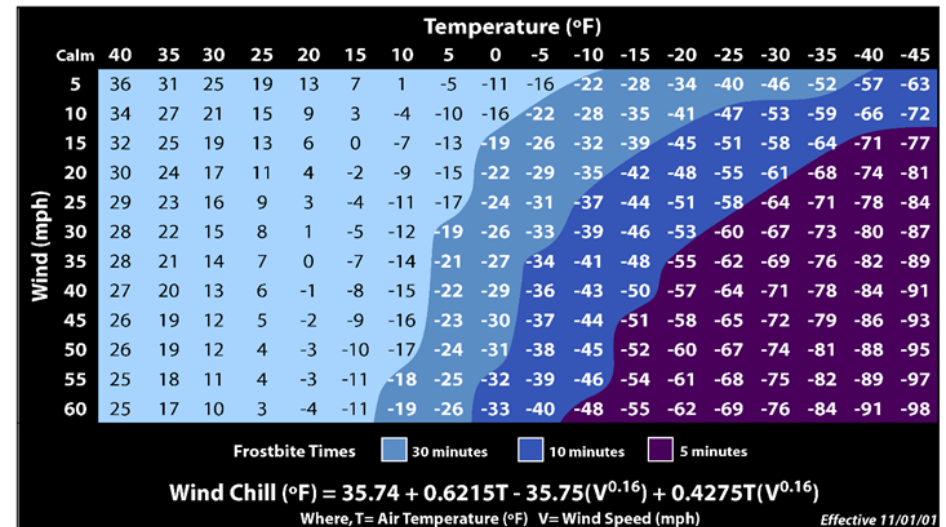 Temperature (ºF)
Calm 40 35 30 25 20 15 10 5 0 -5 -10 -15 -20 -25 -30 -35 -40 -45
5 36 31 25 19 13 7 1 -5 -11 -16 -22 -28 -34 -40 -46 -52 -57 -63
10 34 27 21 15 9 3 -4 -10 -16 -22 -28 -35 -41 -47 -53 -59 -66 -72
15 32 25 19 13 6 0 -7 -13 -19 -26 -32 -39 -45 -51 -58 -64 -71 -77
20 30 24 17 11 4 -2 -9 -15 -22 -29 -35 -42 -48 -55 -61 -68 -74 -81
25 29 23 16 9 3 -4 -11 -17 -24 -31 -37 -44 -51 -58 -64 -71 -78 -84
30 28 22 15 8 1 -5 -12 -19 -26 -33 -39 -46 -53 -60 -67 -73 -80 -87
35 28 21 14 7 0 -7 -14 -21 -27 -34 -41 -48 -55 -62 -69 -76 -82 -89
40 27 20 13 6 -1 -8 -15 -22 -29 -36 -43 -50 -57 -64 -71 -78 -84 -91
45 26 19 12 5 -2 -9 -16 -23 -30 -37 -44 -51 -58 -65 -72 -79 -86 -93
50 26 19 12 4 -3 -10 -17 -24 -31 -38 -45 -52 -60 -67 -74 -81 -88 -95
55 25 18 11 4 -3 -11 -18 -25 -32 -39 -46 -54 -61 -68 -75 -82 -89 -97
60 25 17 10 3 -4 -11 -19 -26 -33 -40 -48 -55 -62 -69 -76 -84 -91 -98
Wind (mph)
Frostbite Times 30 minutes 10 minutes 5 minutes
Wind Chill (ºF) = 35.74 + 0.6215T - 35.75(V^0.16) + 0.4275T(V^0.16)
Where, T= Air Temperature (ºF) V= Wind Speed (mph) Effective 11/01/01